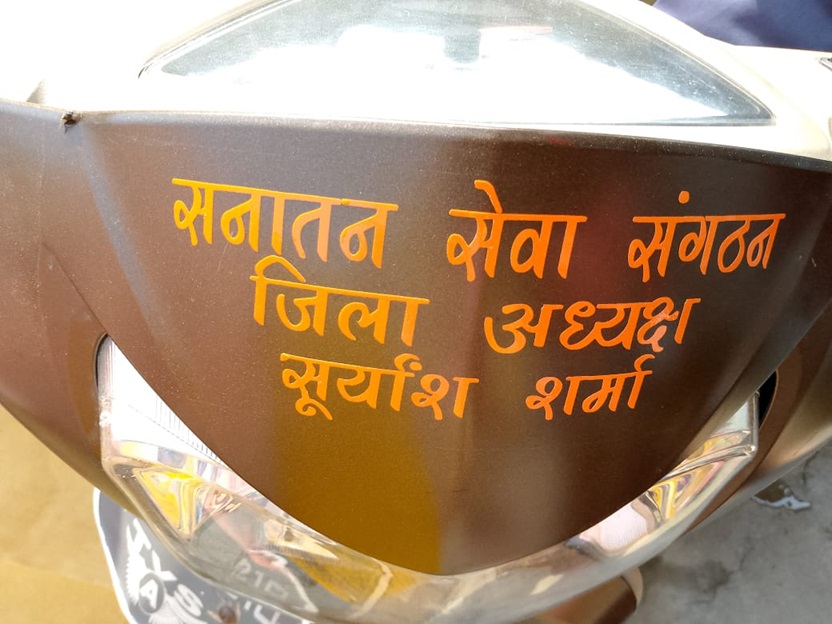 सनातन सेवा संगठन
जिला अध्यक्ष
सूर्यांश शर्मा